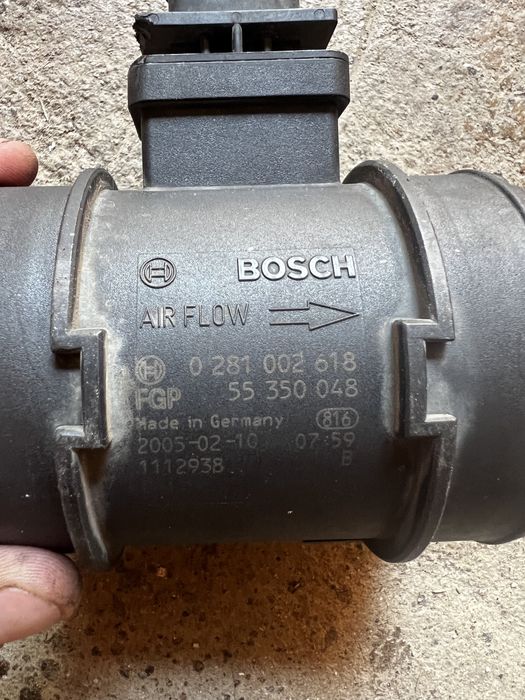 BOSCH
AIR FLOW
0 281 002 618
FGP 55 350 048
Made in Germany 816
2005-02-10 07:59
1112938 B